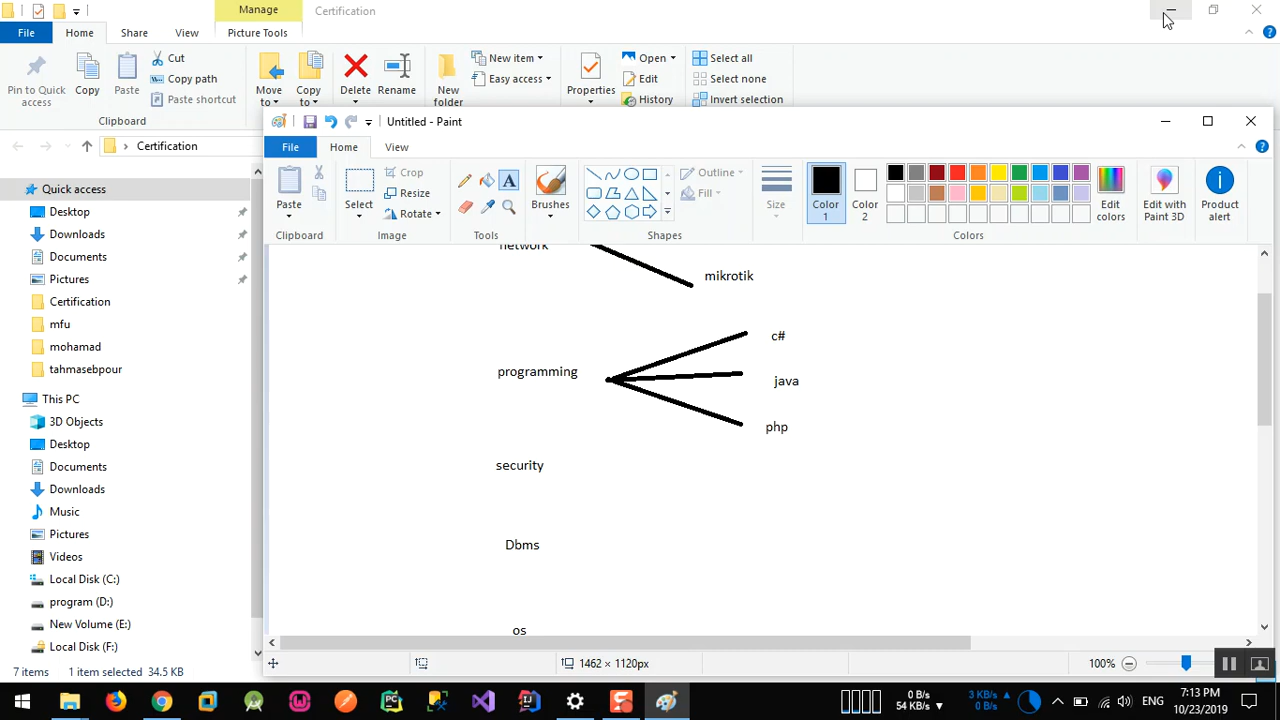 Manage
Certification
File
Home
Share
View
Picture Tools
Pin to Quick access
Copy
Paste
Cut
Copy path
Paste shortcut
Clipboard
Move to
Copy to
Delete
Rename
New folder
New item
Easy access
Properties
Open
Edit
History
Select all
Select none
Invert selection
Certification
Quick access
Desktop
Downloads
Documents
Pictures
Certification
mfu
mohamad
tahmasebpour
This PC
3D Objects
Desktop
Documents
Downloads
Music
Pictures
Videos
Local Disk (C:)
program (D:)
New Volume (E:)
Local Disk (F:)
7 items
1 item selected 34.5 KB
Untitled - Paint
File
Home
View
Paste
Clipboard
Select
Crop
Resize
Rotate
Image
A
Tools
Brushes
Shapes
Outline
Fill
Size
Color 1
Color 2
Edit colors
Colors
Edit with Paint 3D
Product alert
network
mikrotik
programming
c#
java
php
security
Dbms
os
1462 × 1120px
100%
PC
IJ
0 B/s
54 KB/s
3 KB/s
0 B/s
ENG
7:13 PM
10/23/2019